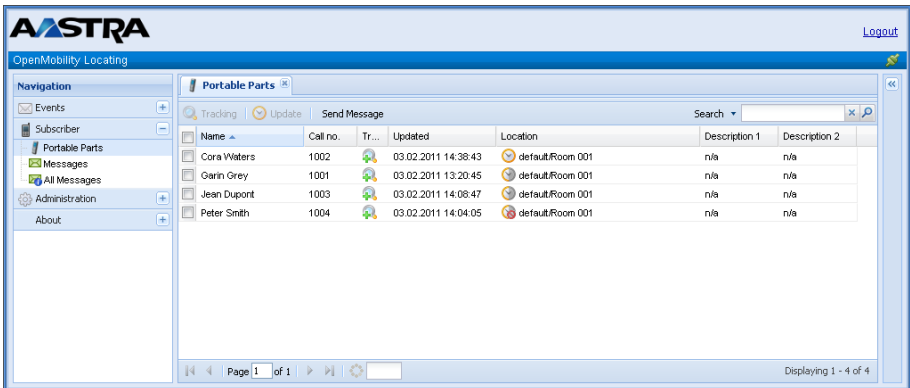 AASTRA
Logout
OpenMobility Locating
Navigation
Events
Subscriber
Portable Parts
Messages
All Messages
Administration
About
Portable Parts
Tracking Update Send Message Search
Name Call no. Tr... Updated Location Description 1 Description 2
Cora Waters 1002 03.02.2011 14:38:43 default/Room 001 n/a n/a
Garin Grey 1001 03.02.2011 13:20:45 default/Room 001 n/a n/a
Jean Dupont 1003 03.02.2011 14:08:47 default/Room 001 n/a n/a
Peter Smith 1004 03.02.2011 14:04:05 default/Room 001 n/a n/a
Page 1 of 1 Displaying 1 - 4 of 4